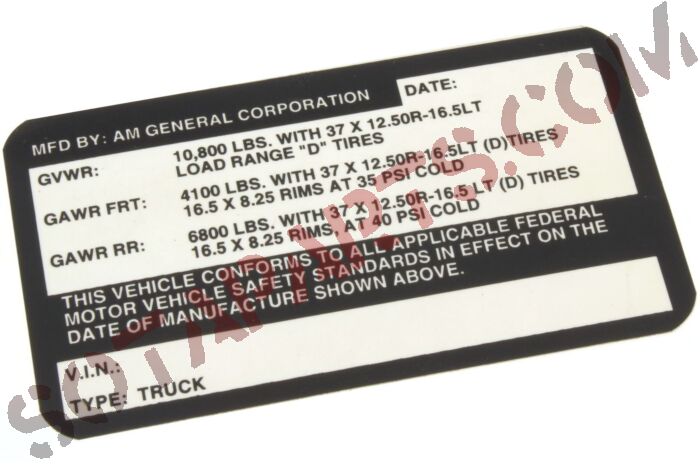 MFD BY: AM GENERAL CORPORATION DATE:
GVWR: 10,800 LBS. WITH 37 X 12.50R-16.5LT
LOAD RANGE "D" TIRES
GAWR FRT: 4100 LBS. WITH 37 X 12.50R-16.5LT (D)TIRES
16.5 X 8.25 RIMS AT 35 PSI COLD
GAWR RR: 6800 LBS. WITH 37 X 12.50R-16.5 LT (D) TIRES
16.5 X 8.25 RIMS, AT 40 PSI COLD
THIS VEHICLE CONFORMS TO ALL APPLICABLE FEDERAL
MOTOR VEHICLE SAFETY STANDARDS IN EFFECT ON THE
DATE OF MANUFACTURE SHOWN ABOVE.
V.I.N.:
TYPE: TRUCK
SOTAPARTS.COM